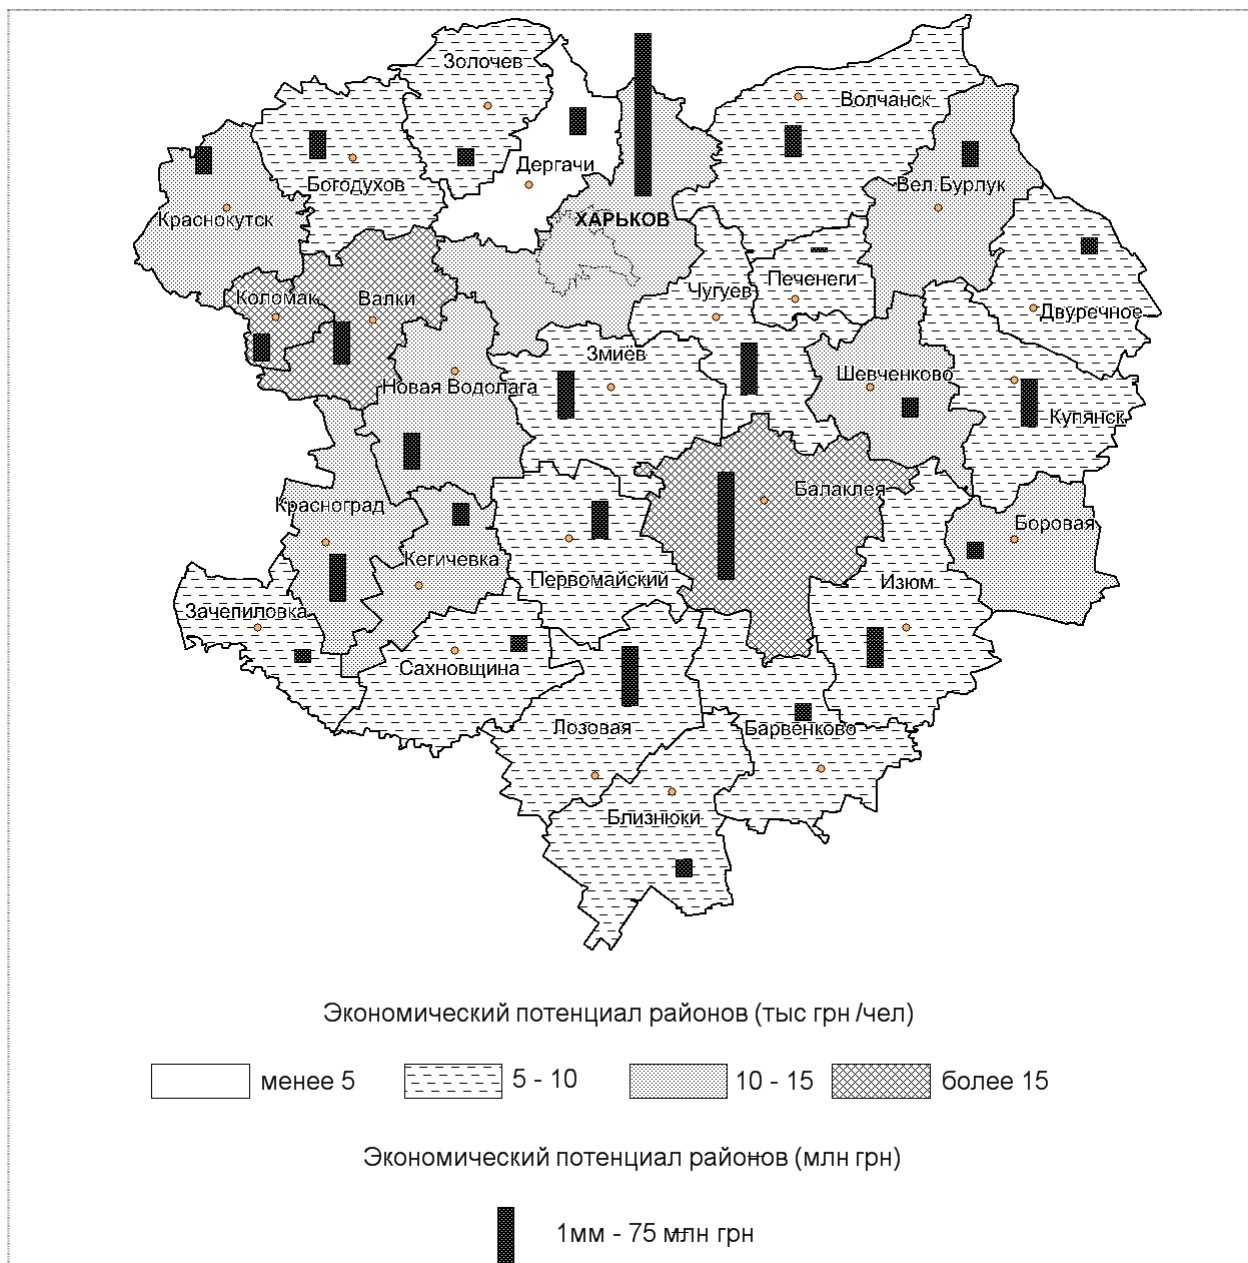 Золочев
Волчанск
Дергачи
Богодухов
Вел.Бурлук
Краснокутск
ХАРЬКОВ
Печенеги
Чугуев
Коломак
Валки
Двуречное
Змиев
Шевченково
Новая Водолага
Купянск
Балаклея
Красноград
Боровая
Кегичевка
Первомайский
Изюм
Зачепиловка
Сахновщина
Лозовая
Барвенково
Близнюки
Экономический потенциал районов (тыс грн /чел)
менее 5
5 - 10
10 - 15
более 15
Экономический потенциал районов (млн грн)
1мм - 75 млн грн